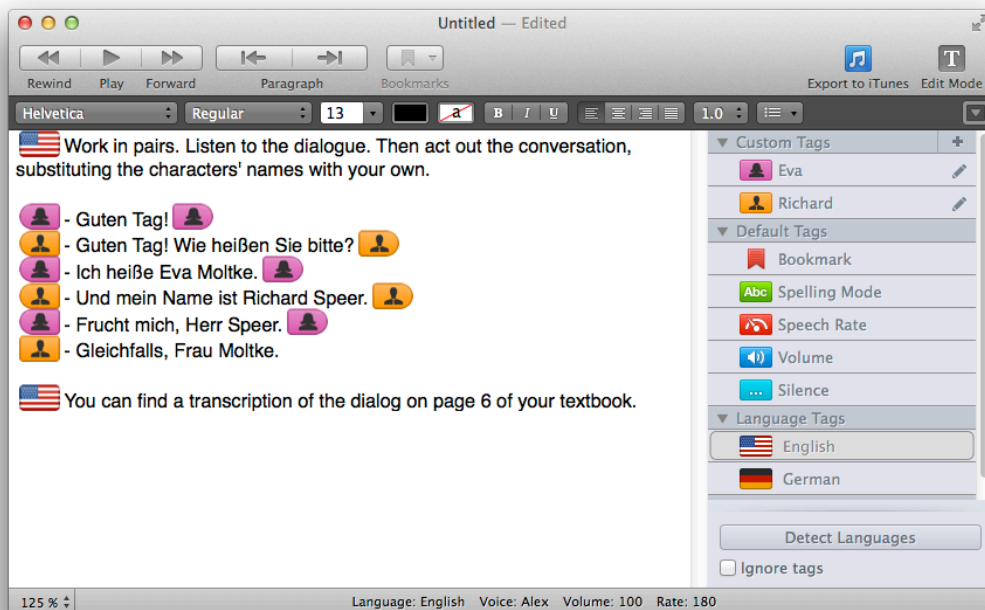 Untitled — Edited
Rewind Play Forward Paragraph Bookmarks Export to iTunes Edit Mode
Helvetica Regular 13 a B I U 1.0
Work in pairs. Listen to the dialogue. Then act out the conversation,
substituting the characters' names with your own.
- Guten Tag!
- Guten Tag! Wie heißen Sie bitte?
- Ich heiße Eva Moltke.
- Und mein Name ist Richard Speer.
- Frucht mich, Herr Speer.
- Gleichfalls, Frau Moltke.
You can find a transcription of the dialog on page 6 of your textbook.
Custom Tags
Eva
Richard
Default Tags
Bookmark
Abc Spelling Mode
Speech Rate
Volume
Silence
Language Tags
English
German
Detect Languages
Ignore tags
125 % Language: English Voice: Alex Volume: 100 Rate: 180